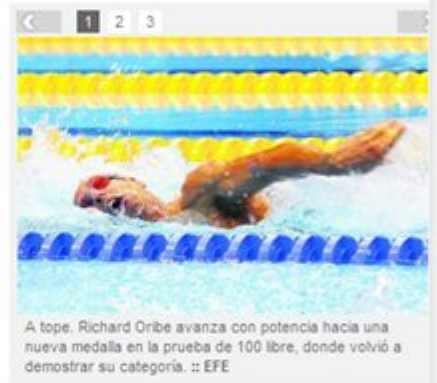 1 2 3
A tope. Richard Oribe avanza con potencia hacia una
nueva medalla en la prueba de 100 libre, donde volvió a
demostrar su categoría. :: EFE